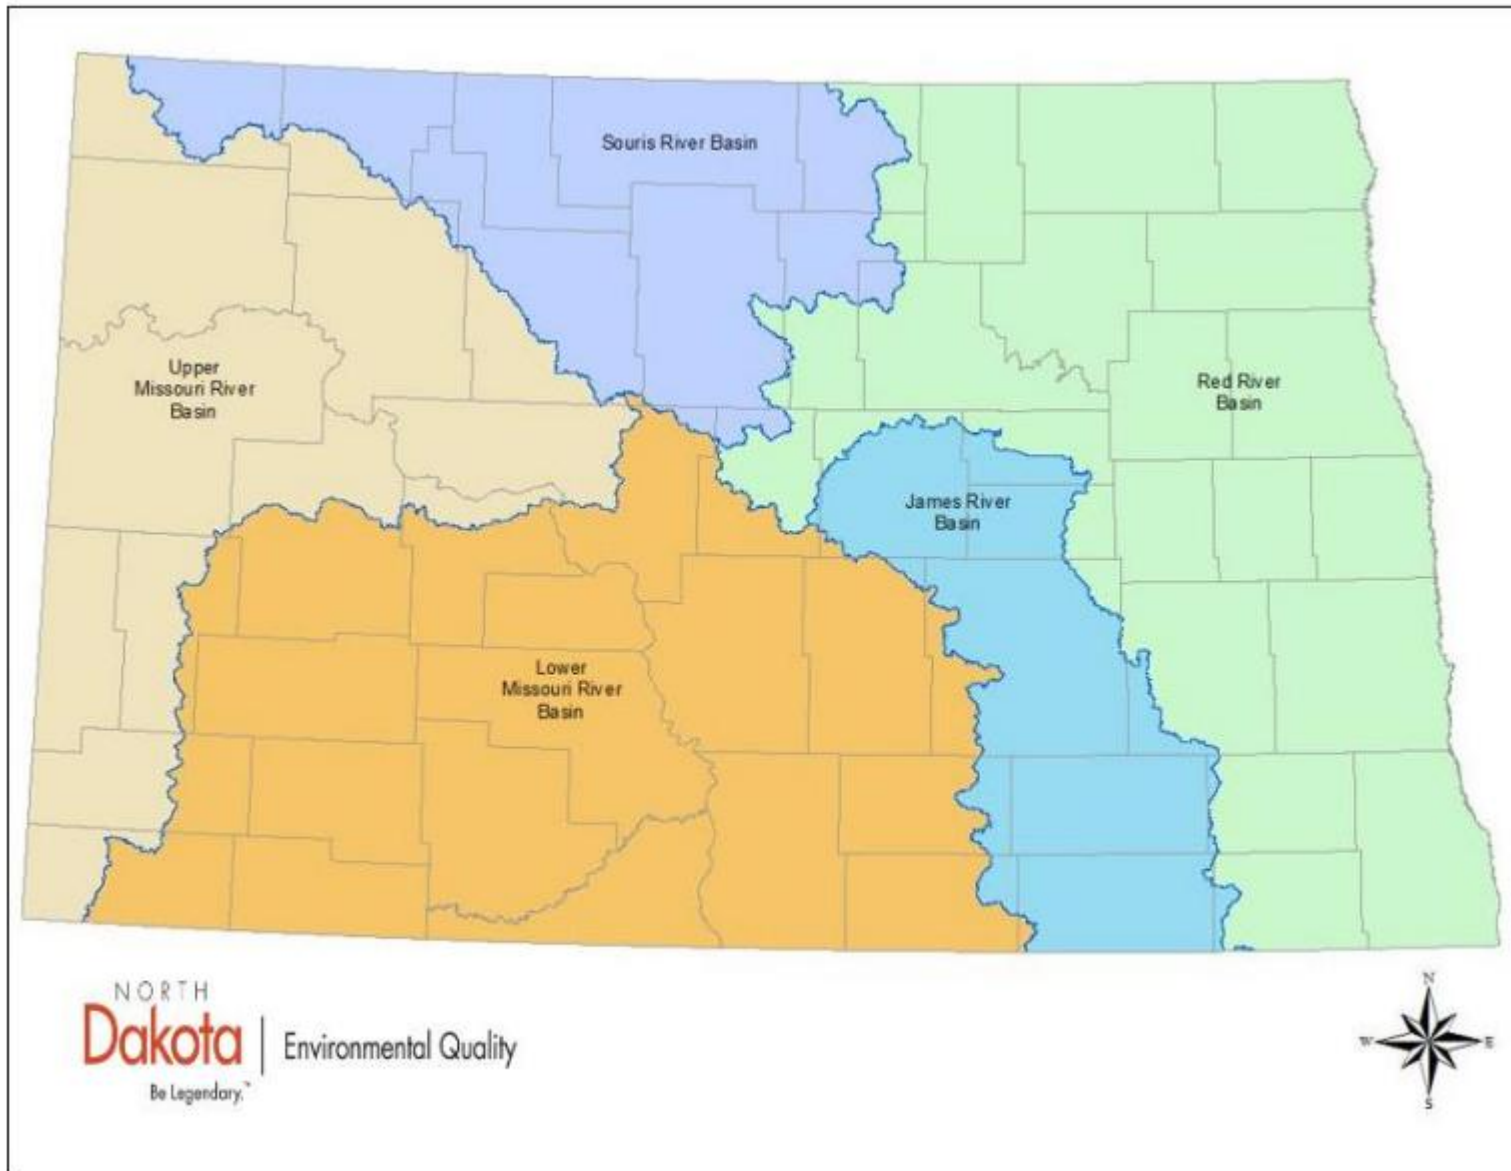 Souris River Basin
Upper
Missouri River
Basin
Red River
Basin
James River
Basin
Lower
Missouri River
Basin
NORTH
Dakota
Be Legendary.™
Environmental Quality
N
W
E
S